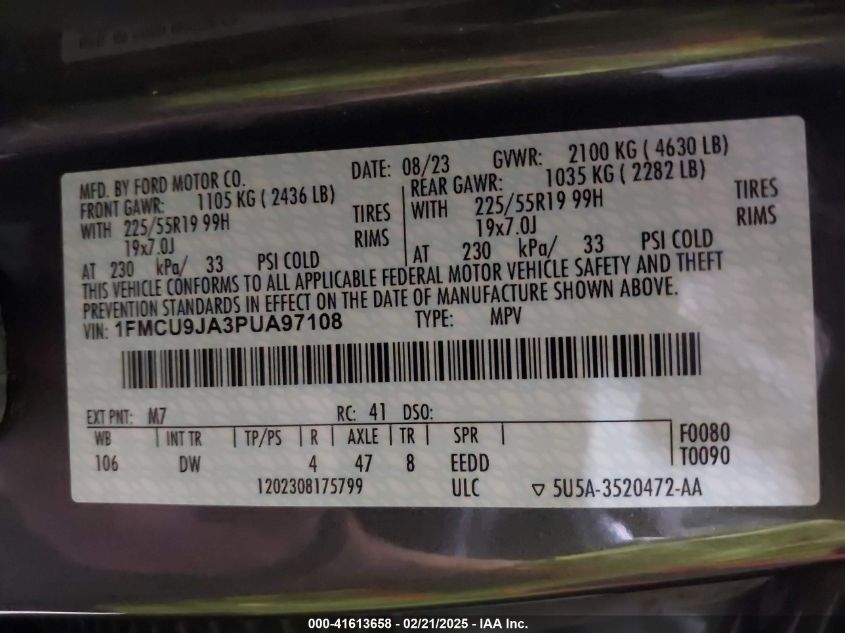 MFD. BY FORD MOTOR CO. DATE: 08/23 GVWR: 2100 KG ( 4630 LB)
FRONT GAWR: 1105 KG ( 2436 LB) REAR GAWR: 1035 KG ( 2282 LB)
WITH 225/55R19 99H TIRES WITH 225/55R19 99H TIRES
19x7.0J RIMS 19x7.0J RIMS
AT 230 kPa/ 33 PSI COLD AT 230 kPa/ 33 PSI COLD
THIS VEHICLE CONFORMS TO ALL APPLICABLE FEDERAL MOTOR VEHICLE SAFETY AND THEFT
PREVENTION STANDARDS IN EFFECT ON THE DATE OF MANUFACTURE SHOWN ABOVE.
VIN: 1FMCU9JA3PUA97108 TYPE: MPV
EXT PNT: M7 RC: 41 DSO:
WB INT TR TP/PS R AXLE TR SPR F0080
106 DW 4 47 8 EEDD T0090
1202308175799 ULC ▽ 5U5A-3520472-AA
000-41613658 - 02/21/2025 - IAA Inc.